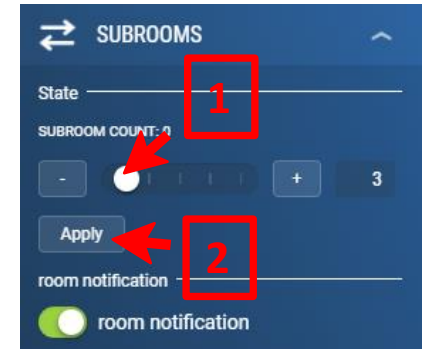 SUBROOMS
1
State
SUBROOM COUNT: 0
- + 3
Apply
2
room notification
room notification